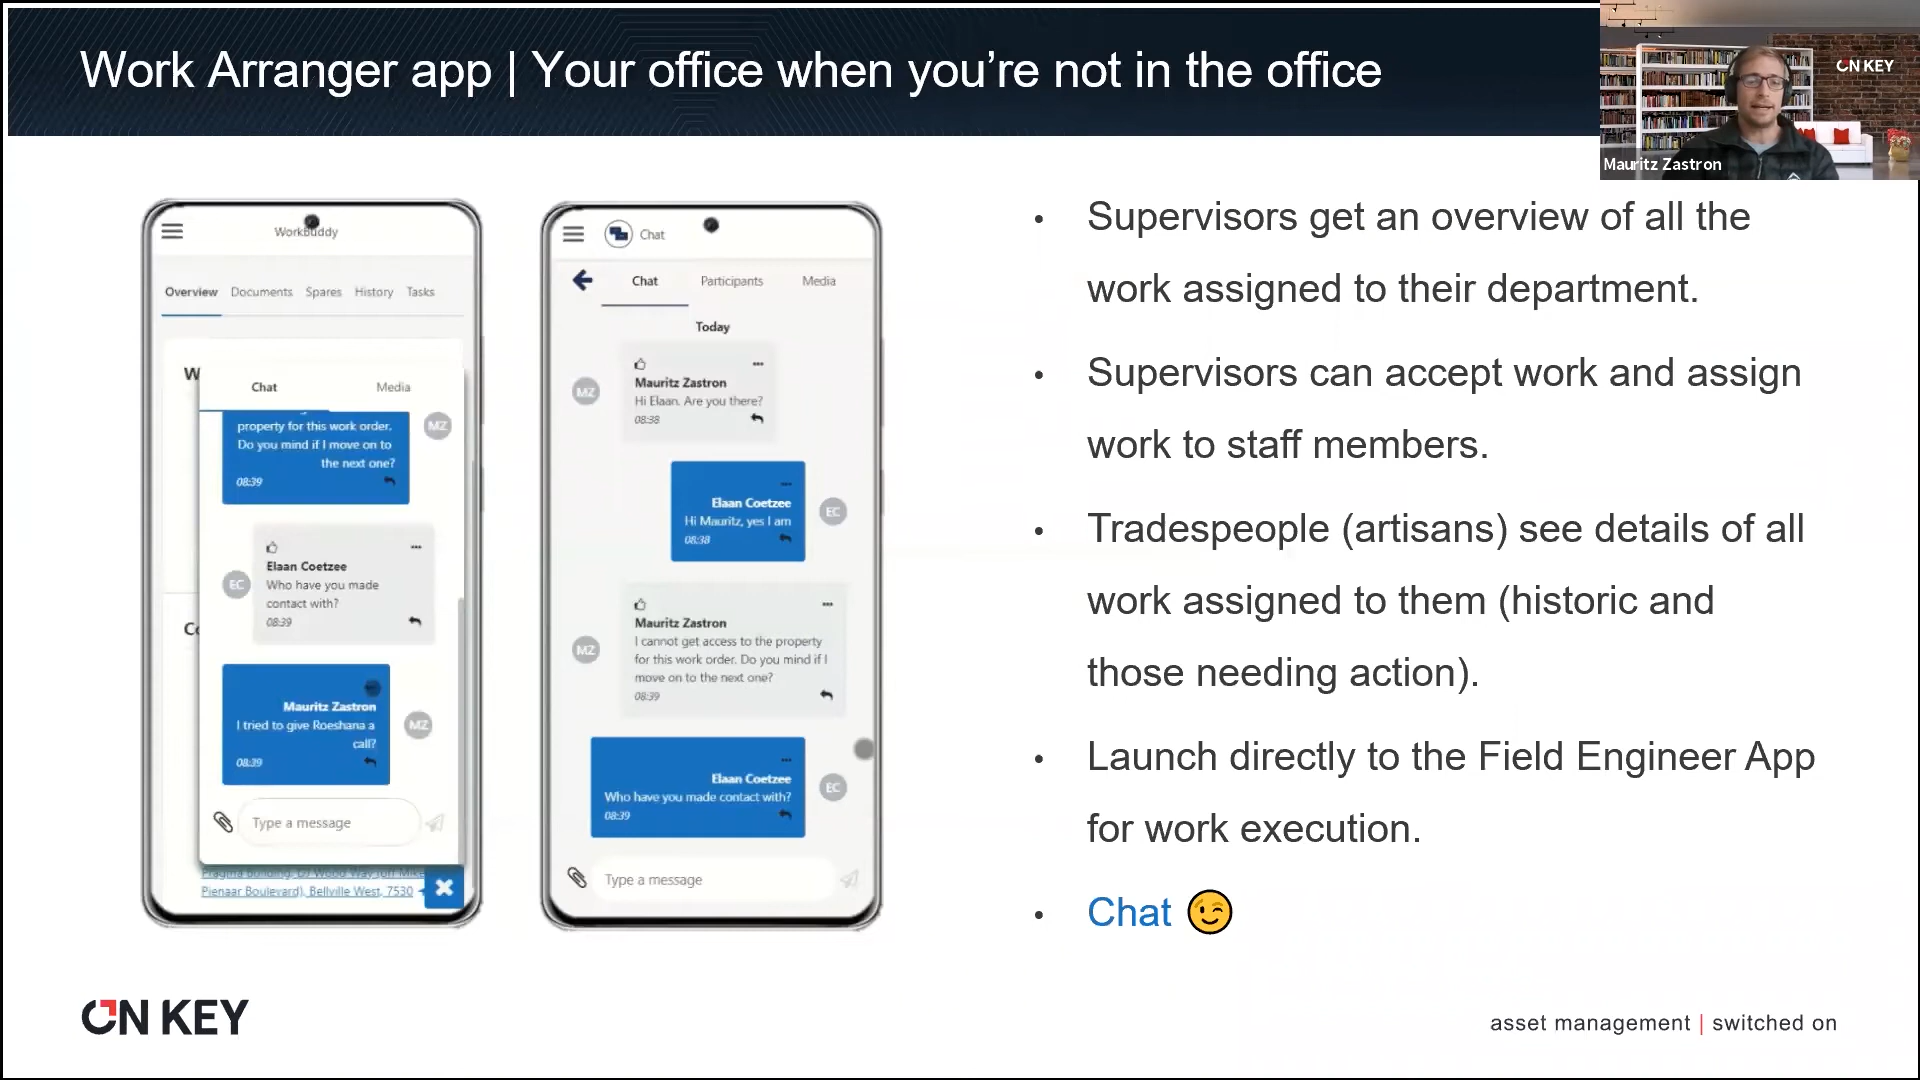 Work Arranger app | Your office when you're not in the office
ON KEY
Mauritz Zastron
WorkBuddy
Overview Documents Spares History Tasks
W
Chat Media
property for this work order.
Do you mind if I move on to
the next one?
08:39
MZ
Elaan Coetzee
Who have you made
contact with?
08:39
EC
Mauritz Zastron
I tried to give Roeshana a
call?
08:39
MZ
Type a message
Pienaar Boulevard), Bellville West, 7530
Chat
Chat Participants Media
Today
Mauritz Zastron
Hi Elaan. Are you there?
08:38
MZ
Elaan Coetzee
Hi Mauritz, yes I am
08:38
EC
Mauritz Zastron
I cannot get access to the property
for this work order. Do you mind if I
move on to the next one?
08:39
MZ
Elaan Coetzee
Who have you made contact with?
08:39
EC
Type a message
• Supervisors get an overview of all the
work assigned to their department.
• Supervisors can accept work and assign
work to staff members.
• Tradespeople (artisans) see details of all
work assigned to them (historic and
those needing action).
• Launch directly to the Field Engineer App
for work execution.
• Chat 😉
ON KEY
asset management | switched on